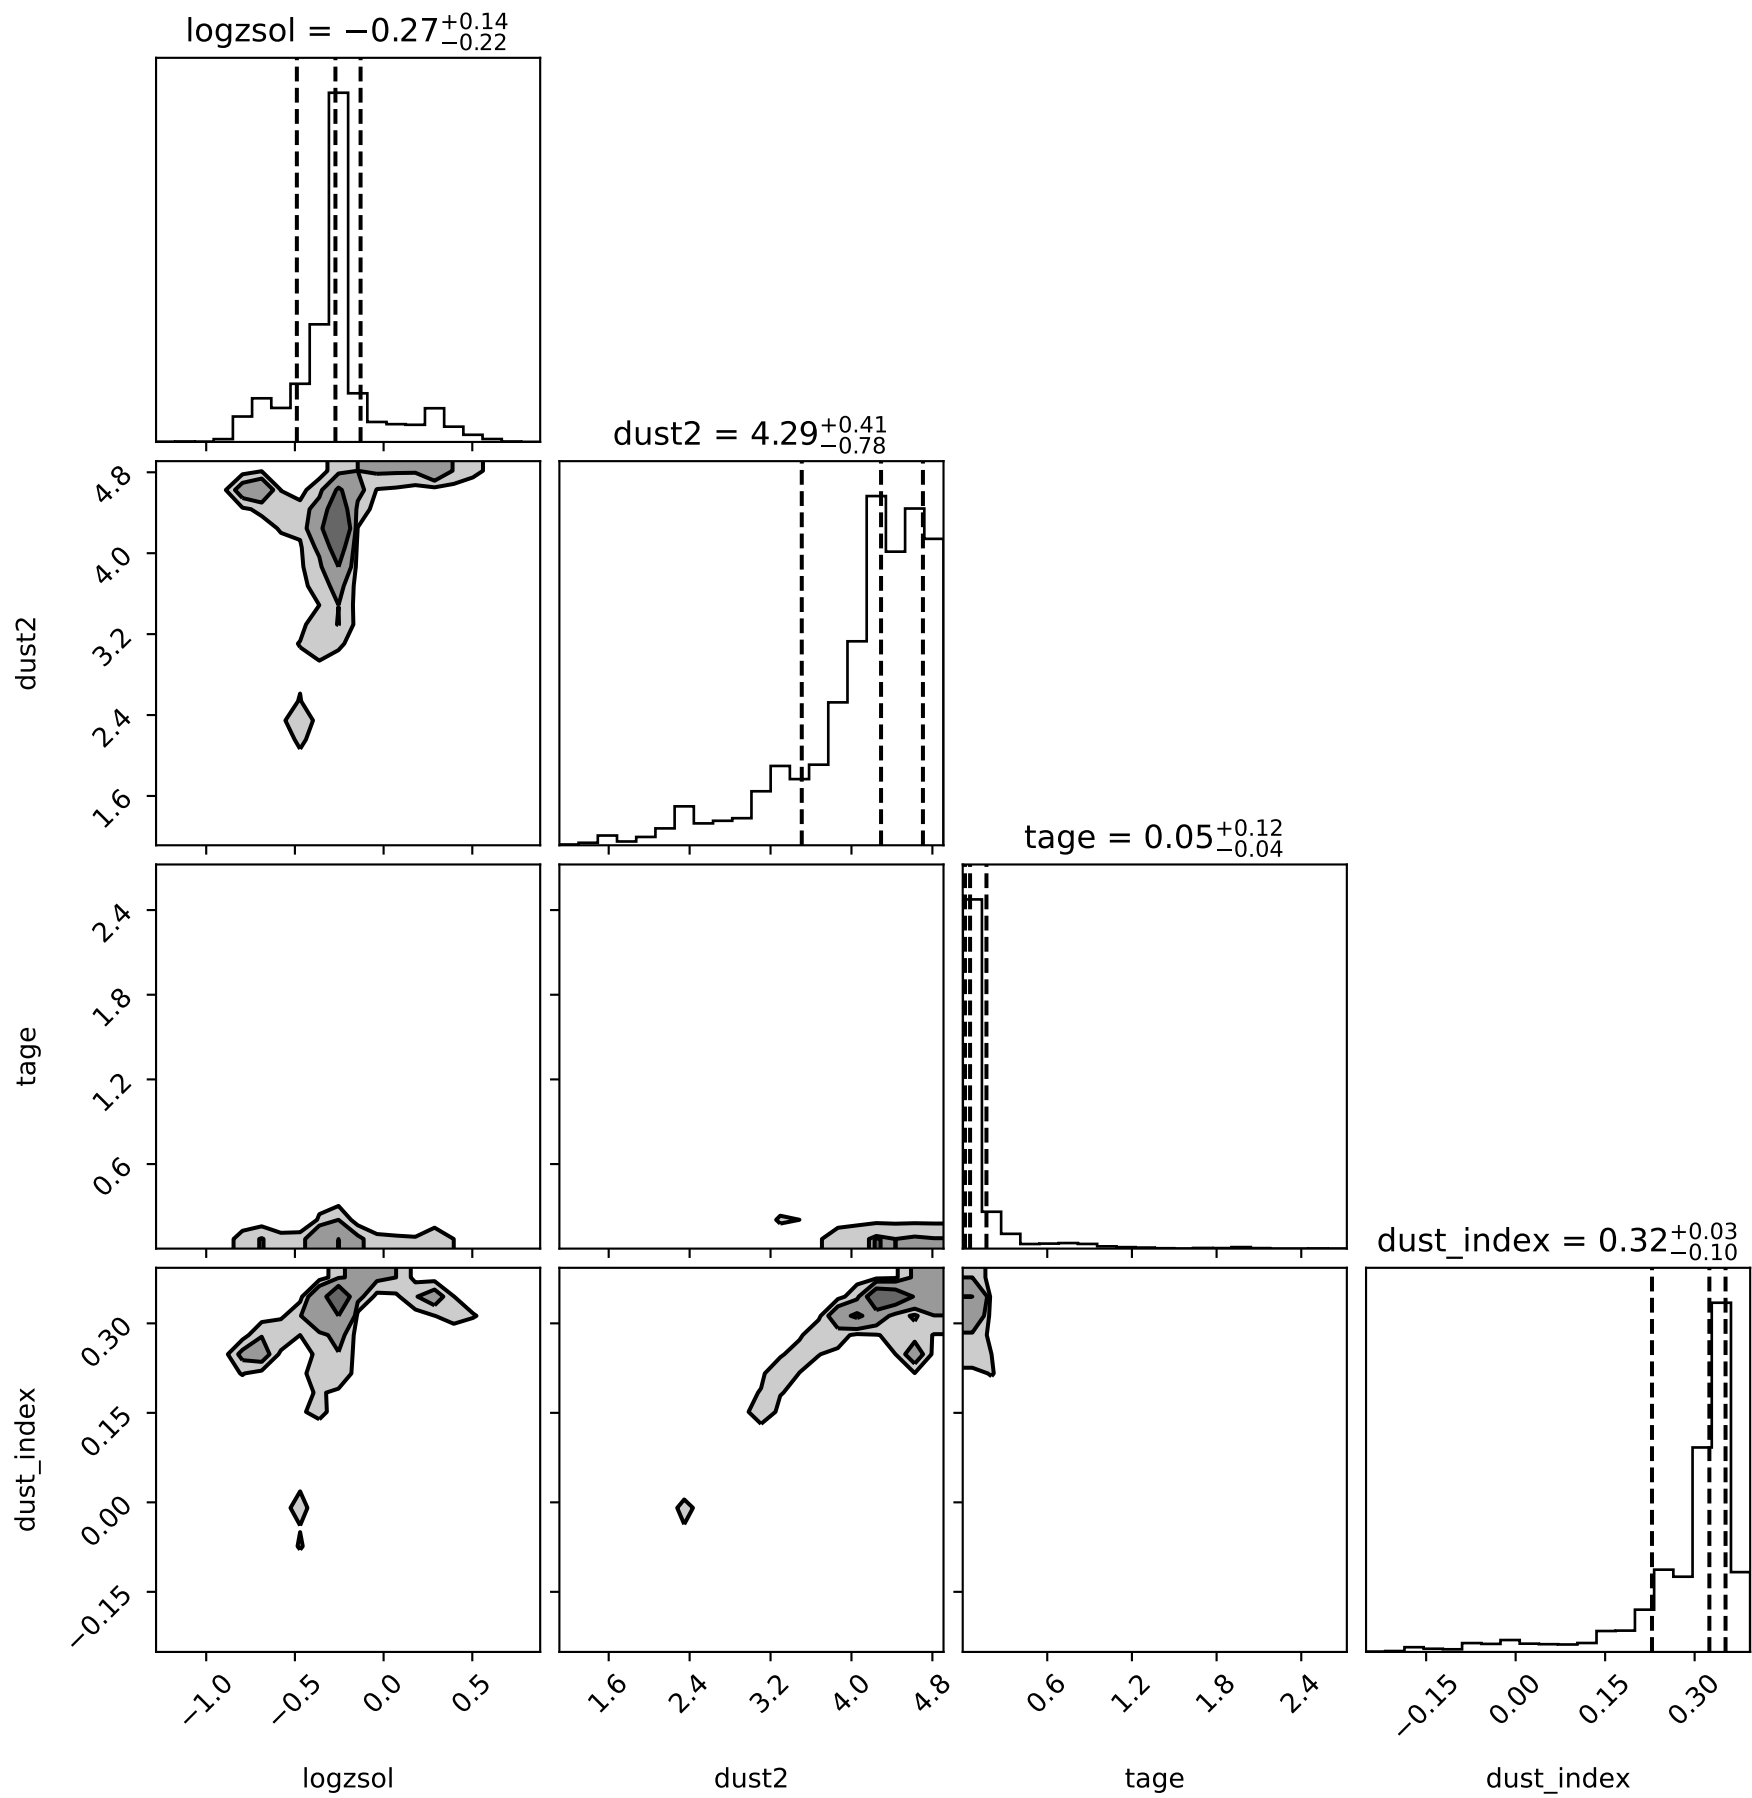 logzsol = −0.27+0.14 −0.22
dust2 = 4.29+0.41 −0.78
4.8
4.0
3.2
2.4
1.6
dust2
tage = 0.05+0.12 −0.04
2.4
1.8
1.2
0.6
tage
dust_index = 0.32+0.03 −0.10
0.30
0.15
0.00
−0.15
dust_index
−1.0 −0.5 0.0 0.5 1.6 2.4 3.2 4.0 4.8 0.6 1.2 1.8 2.4 −0.15 0.00 0.15 0.30
logzsol dust2 tage dust_index